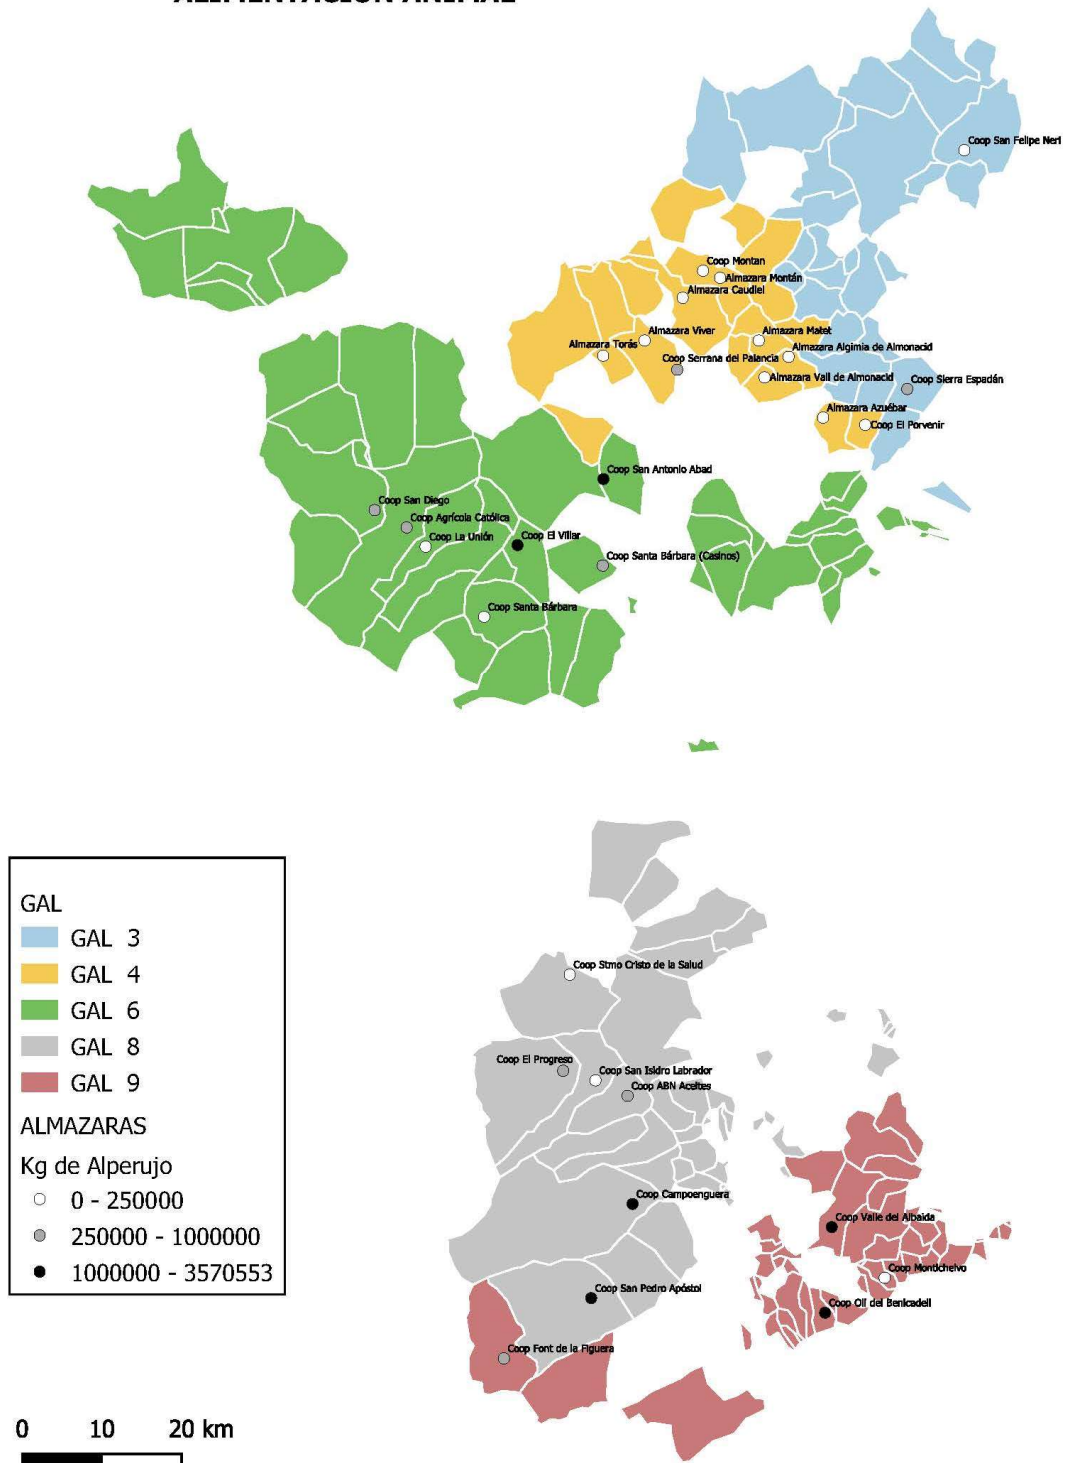 ALIMENTACIÓN ANIMAL
Coop San Felipe Neri
Coop Montan
Almazara Montán
Almazara Caudiel
Almazara Viver
Almazara Matet
Almazara Torás
Almazara Algimia de Almonacid
Coop Serrana del Palancia
Almazara Vall de Almonacid
Coop Sierra Espadán
Almazara Azuébar
Coop El Porvenir
Coop San Antonio Abad
Coop San Diego
Coop Agrícola Católica
Coop La Unión
Coop El Villar
Coop Santa Bárbara (Casinos)
Coop Santa Bárbara
GAL
GAL 3
GAL 4
GAL 6
GAL 8
GAL 9
ALMAZARAS
Kg de Alperujo
0 - 250000
250000 - 1000000
1000000 - 3570553
Coop Stmo Cristo de la Salud
Coop El Progreso
Coop San Isidro Labrador
Coop ABN Aceites
Coop Campoenguera
Coop Valle del Albaida
Coop Montichelvo
Coop San Pedro Apóstol
Coop Oli del Benicadell
Coop Font de la Figuera
0 10 20 km